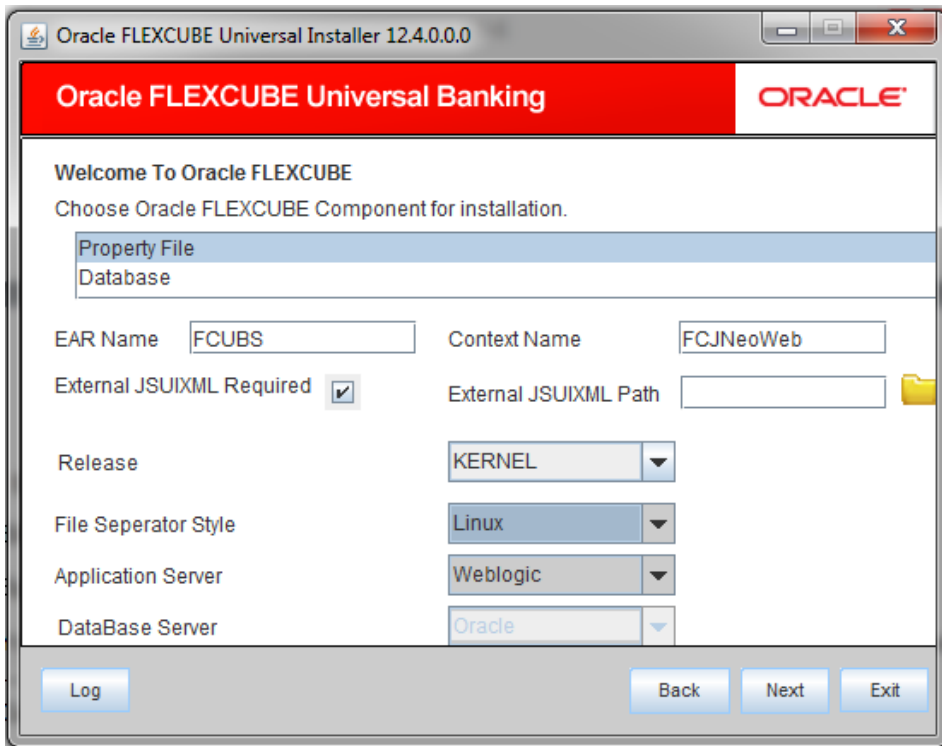 Oracle FLEXCUBE Universal Installer 12.4.0.0.0
Oracle FLEXCUBE Universal Banking
ORACLE
Welcome To Oracle FLEXCUBE
Choose Oracle FLEXCUBE Component for installation.
Property File
Database
EAR Name FCUBS Context Name FCJNeoWeb
External JSUIXML Required External JSUIXML Path
Release KERNEL
File Seperator Style Linux
Application Server Weblogic
DataBase Server Oracle
Log Back Next Exit